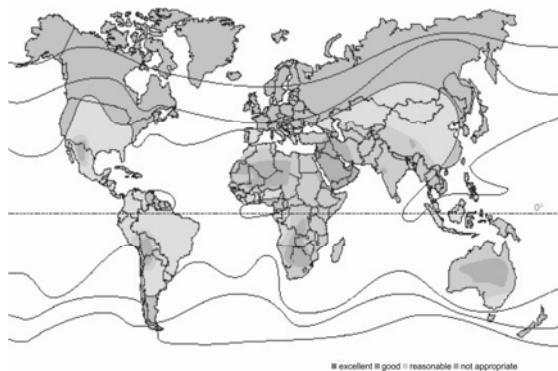 0°
■ excellent ■ good ■ reasonable ■ not appropriate